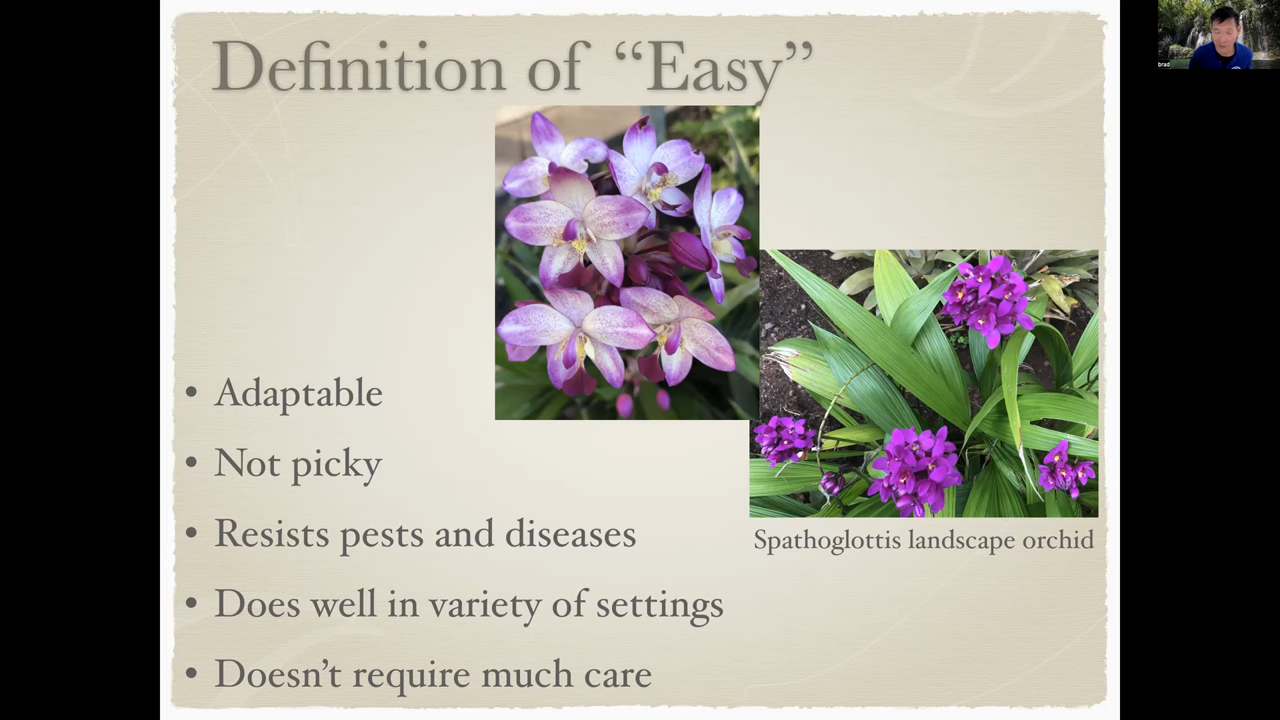 Definition of “Easy”
• Adaptable
• Not picky
• Resists pests and diseases
• Does well in variety of settings
• Doesn’t require much care
Spathoglottis landscape orchid
brad